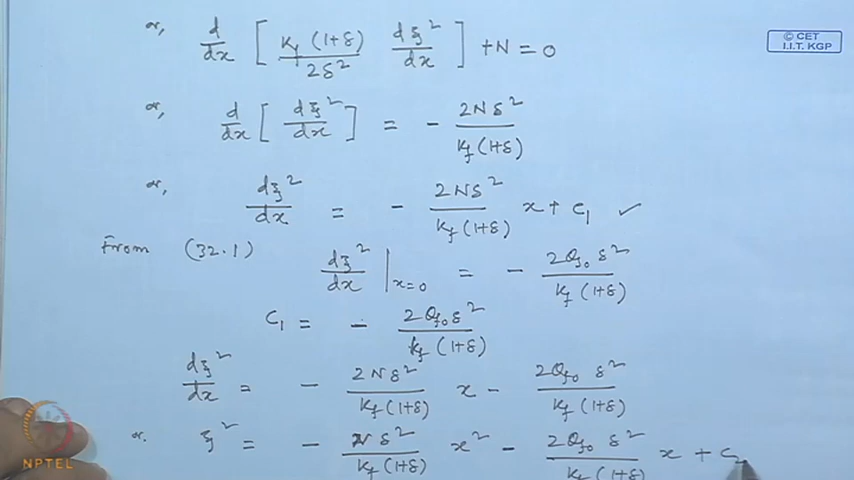 or, d/dx [ K_f (1+δ) / 2δ² dξ²/dx ] + N = 0
© CET
I.I.T. KGP
or, d/dx [ dξ²/dx ] = - 2Nδ² / K_f (1+δ)
or, dξ²/dx = - 2Nδ² / K_f (1+δ) x + C₁ ✓
From (32.1) dξ²/dx |ₓ₌₀ = - 2Q_f₀ δ² / K_f (1+δ)
C₁ = - 2Q_f₀ δ² / K_f (1+δ)
dξ²/dx = - 2Nδ² / K_f (1+δ) x - 2Q_f₀ δ² / K_f (1+δ)
or. ξ² = - Nδ² / K_f (1+δ) x² - 2Q_f₀ δ² / K_f (1+δ) x + C₂
NPTEL